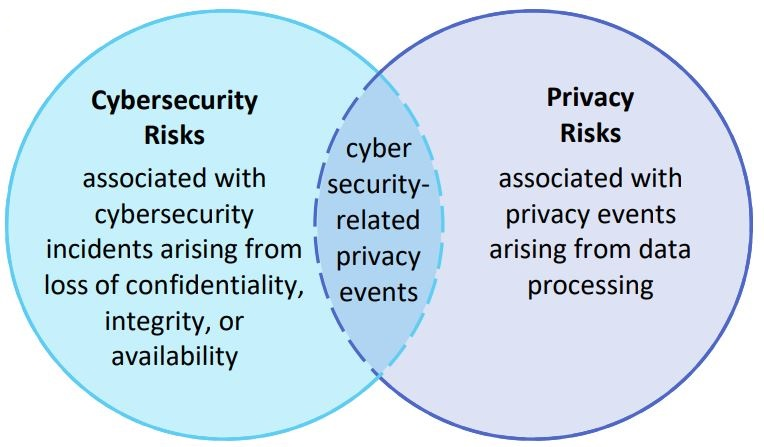 Cybersecurity
Risks
associated with
cybersecurity
incidents arising from
loss of confidentiality,
integrity, or
availability
cyber
security-
related
privacy
events
Privacy
Risks
associated with
privacy events
arising from data
processing